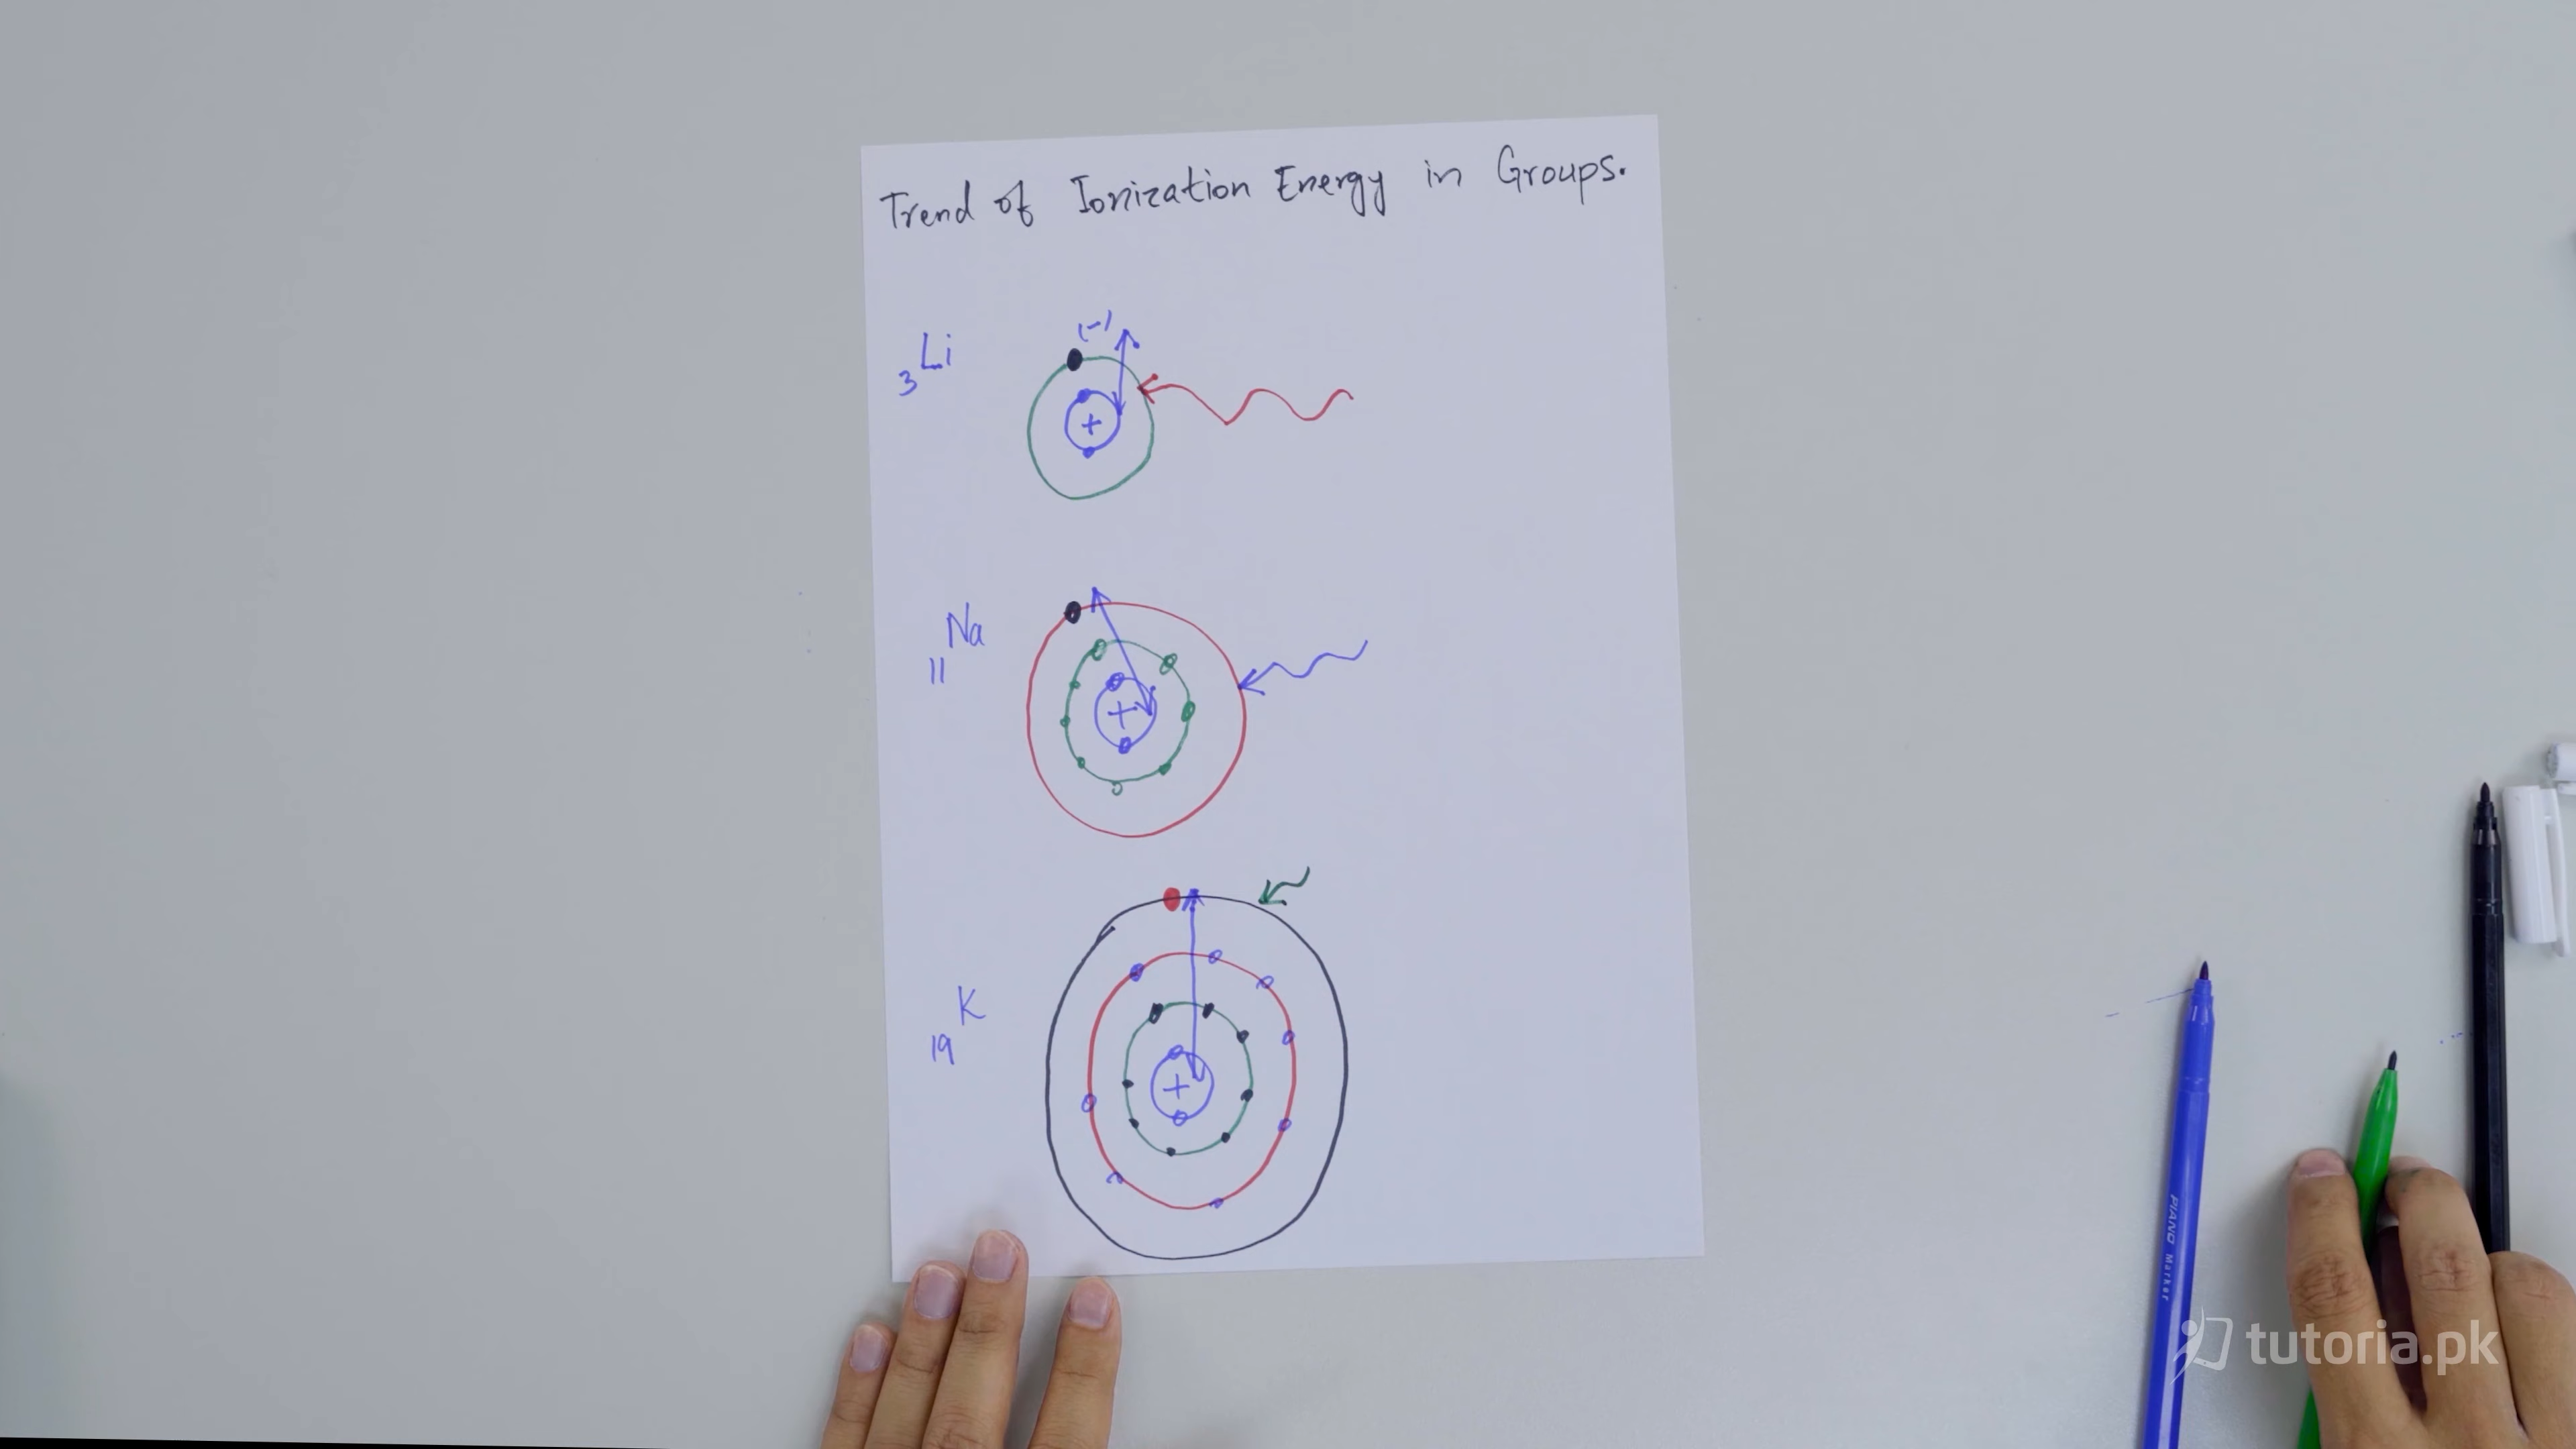 Trend of Ionization Energy in Groups.
(-)
3Li
+
11Na
+
19K
+
PIANO Marker
tutoria.pk